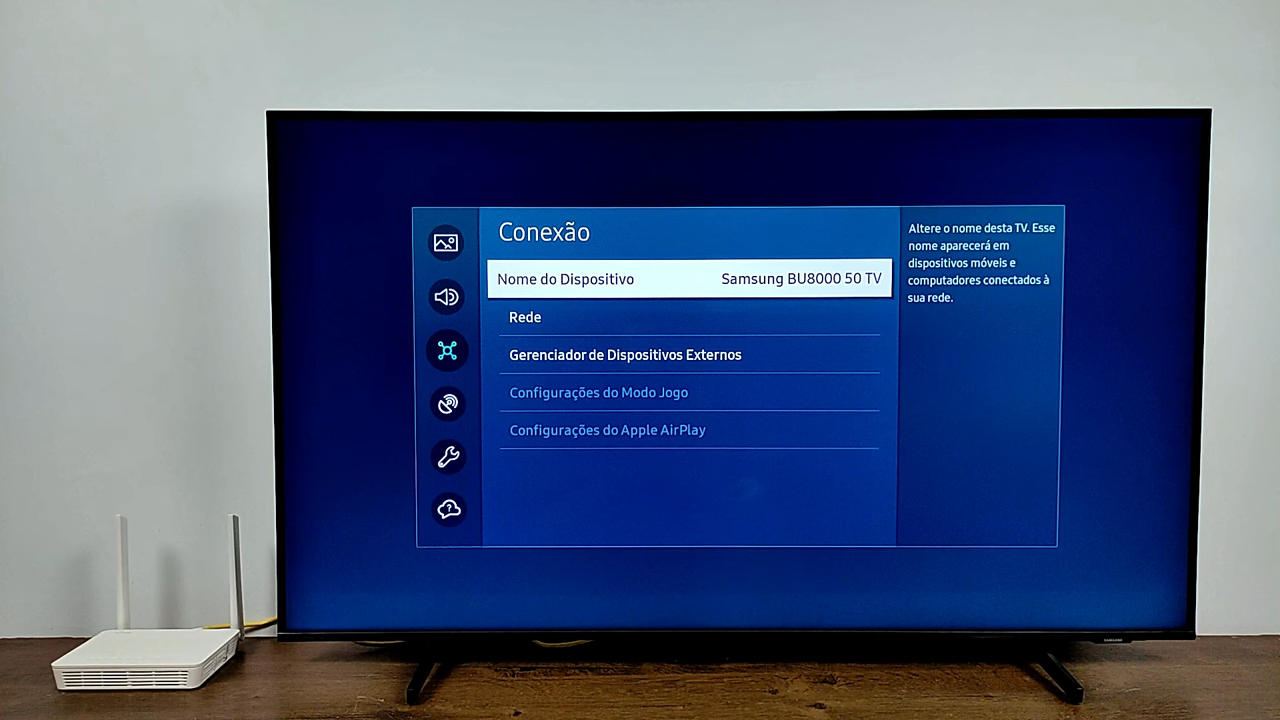 Conexão
Nome do Dispositivo Samsung BU8000 50 TV
Rede
Gerenciador de Dispositivos Externos
Configurações do Modo Jogo
Configurações do Apple AirPlay
Altere o nome desta TV. Esse
nome aparecerá em
dispositivos móveis e
computadores conectados à
sua rede.
SAMSUNG